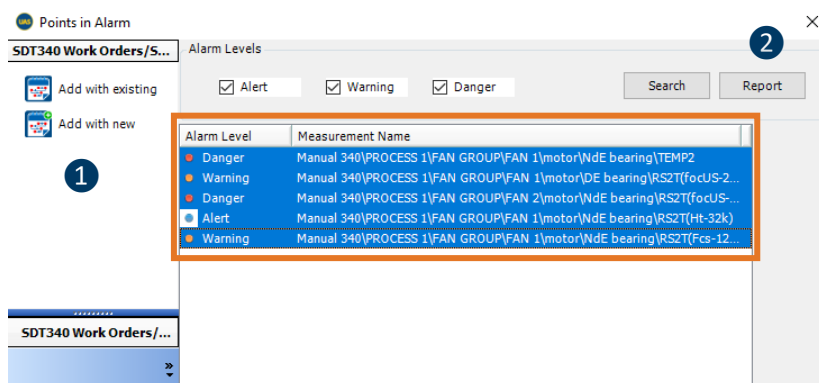 UAS Points in Alarm
SDT340 Work Orders/S...
Add with existing
Add with new
1
Alarm Levels
Alert Warning Danger
Search Report
2
Alarm Level Measurement Name
Danger Manual 340\PROCESS 1\FAN GROUP\FAN 1\motor\NdE bearing\TEMP2
Warning Manual 340\PROCESS 1\FAN GROUP\FAN 1\motor\DE bearing\RS2T(focUS-2...
Danger Manual 340\PROCESS 1\FAN GROUP\FAN 2\motor\NdE bearing\RS2T(focUS-...
Alert Manual 340\PROCESS 1\FAN GROUP\FAN 1\motor\NdE bearing\RS2T(Ht-32k)
Warning Manual 340\PROCESS 1\FAN GROUP\FAN 1\motor\NdE bearing\RS2T(Fcs-12...
SDT340 Work Orders/...